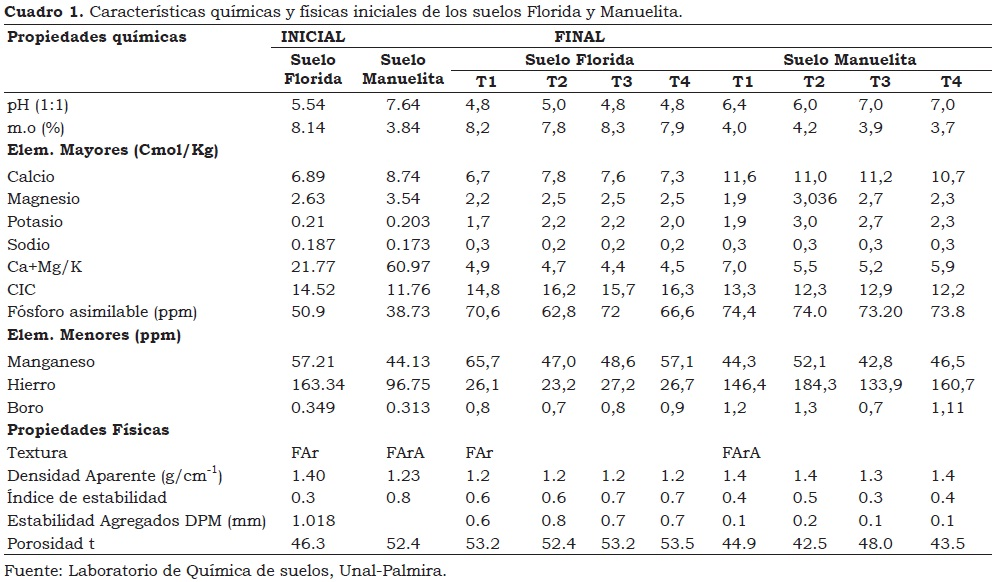 Cuadro 1. Características químicas y físicas iniciales de los suelos Florida y Manuelita.
Propiedades químicas INICIAL FINAL
Suelo Florida Suelo Manuelita Suelo Florida Suelo Manuelita
T1 T2 T3 T4 T1 T2 T3 T4
pH (1:1) 5.54 7.64 4,8 5,0 4,8 4,8 6,4 6,0 7,0 7,0
m.o (%) 8.14 3.84 8,2 7,8 8,3 7,9 4,0 4,2 3,9 3,7
Elem. Mayores (Cmol/Kg)
Calcio 6.89 8.74 6,7 7,8 7,6 7,3 11,6 11,0 11,2 10,7
Magnesio 2.63 3.54 2,2 2,5 2,5 2,5 1,9 3,036 2,7 2,3
Potasio 0.21 0.203 1,7 2,2 2,2 2,0 1,9 3,0 2,7 2,3
Sodio 0.187 0.173 0,3 0,2 0,2 0,2 0,3 0,3 0,3 0,3
Ca+Mg/K 21.77 60.97 4,9 4,7 4,4 4,5 7,0 5,5 5,2 5,9
CIC 14.52 11.76 14,8 16,2 15,7 16,3 13,3 12,3 12,9 12,2
Fósforo asimilable (ppm) 50.9 38.73 70,6 62,8 72 66,6 74,4 74.0 73.20 73.8
Elem. Menores (ppm)
Manganeso 57.21 44.13 65,7 47,0 48,6 57,1 44,3 52,1 42,8 46,5
Hierro 163.34 96.75 26,1 23,2 27,2 26,7 146,4 184,3 133,9 160,7
Boro 0.349 0.313 0,8 0,7 0,8 0,9 1,2 1,3 0,7 1,11
Propiedades Físicas
Textura FAr FArA FAr FArA
Densidad Aparente (g/cm-1) 1.40 1.23 1.2 1.2 1.2 1.2 1.4 1.4 1.3 1.4
Índice de estabilidad 0.3 0.8 0.6 0.6 0.7 0.7 0.4 0.5 0.3 0.4
Estabilidad Agregados DPM (mm) 1.018 0.6 0.8 0.7 0.7 0.1 0.2 0.1 0.1
Porosidad t 46.3 52.4 53.2 52.4 53.2 53.5 44.9 42.5 48.0 43.5
Fuente: Laboratorio de Química de suelos, Unal-Palmira.